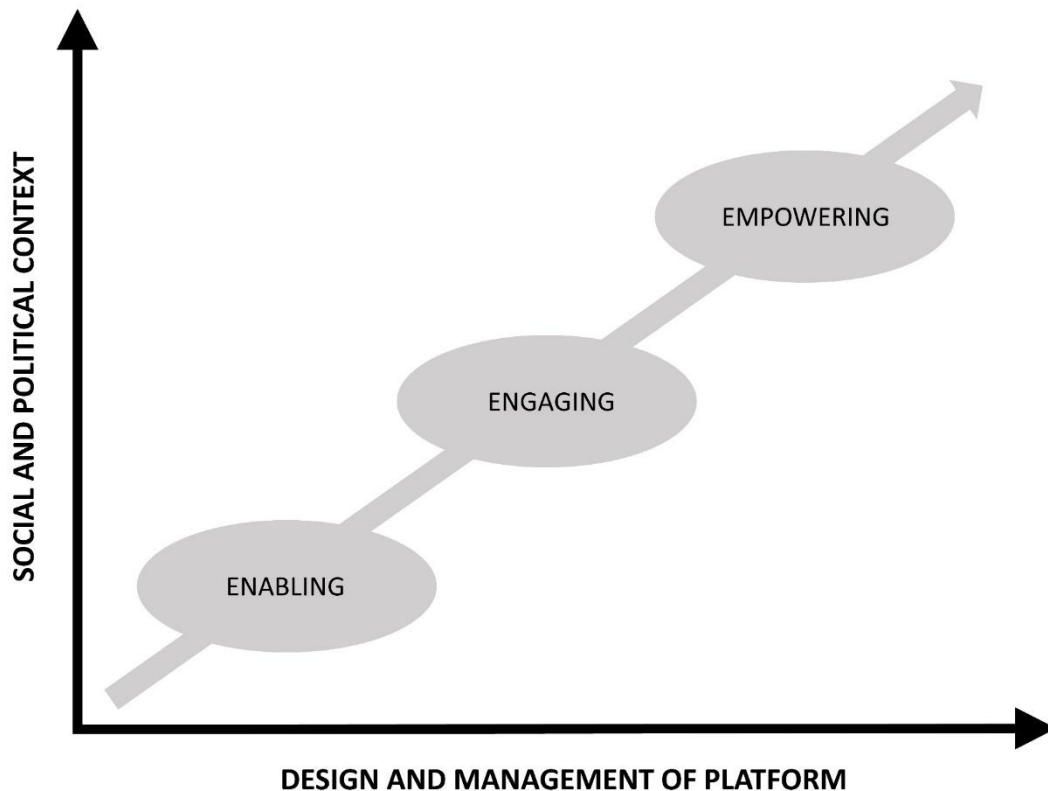 SOCIAL AND POLITICAL CONTEXT
EMPOWERING
ENGAGING
ENABLING
DESIGN AND MANAGEMENT OF PLATFORM